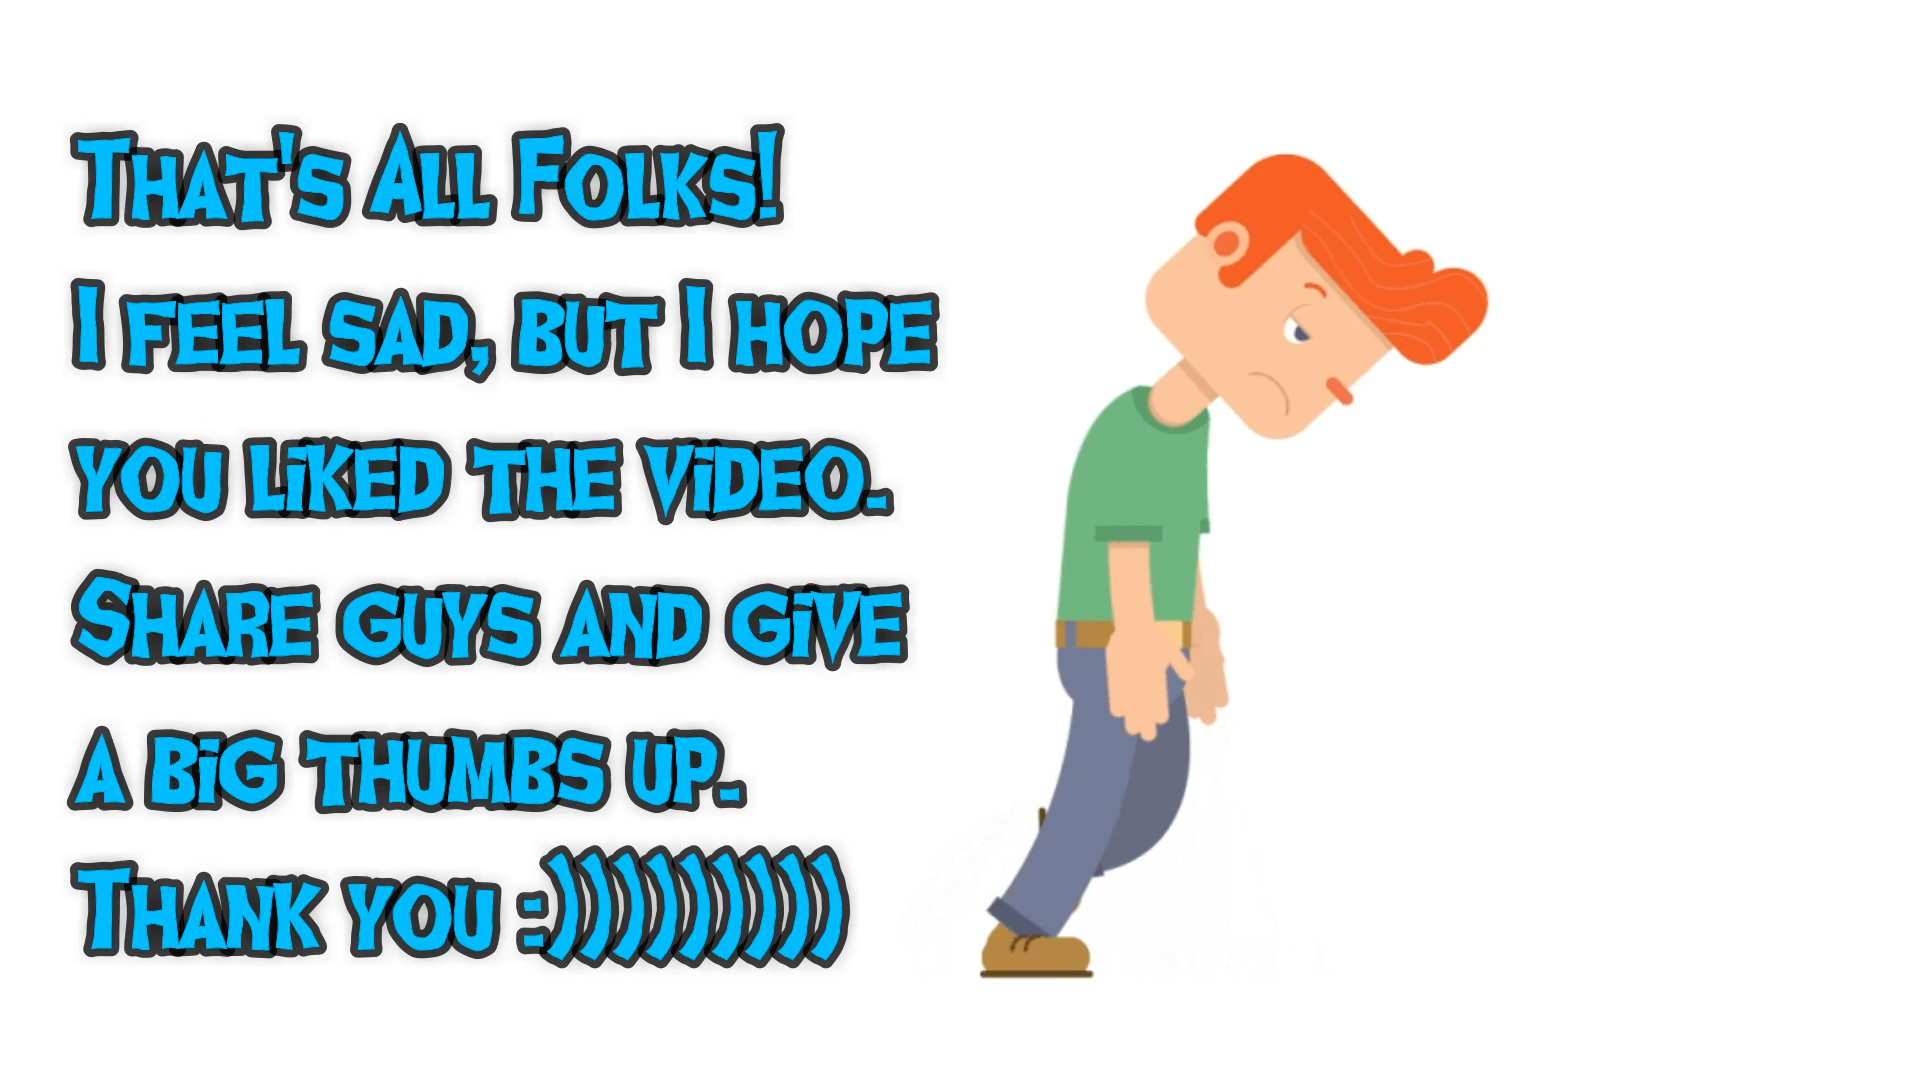 That's All Folks!
I feel sad, but I hope
you liked the video.
Share guys and give
a big thumbs up.
Thank you :)))))))))